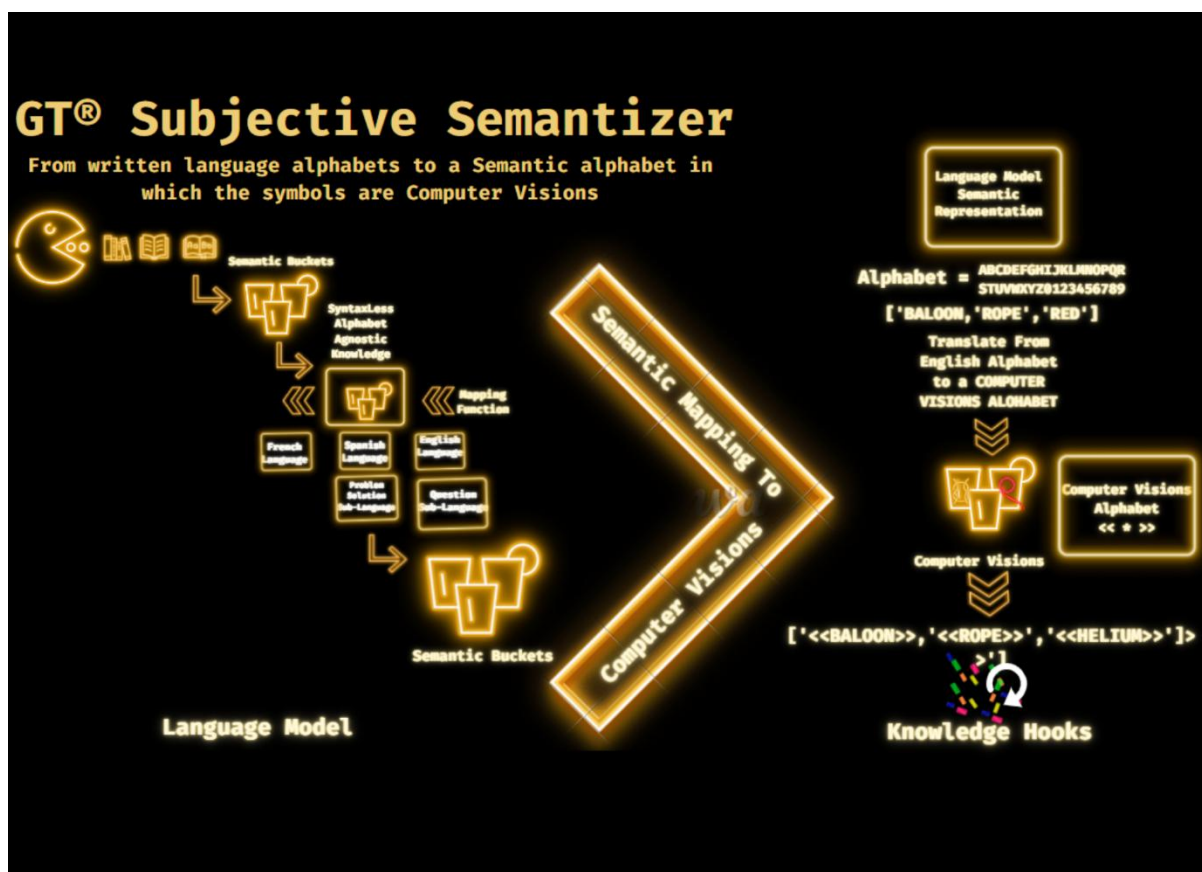 GT® Subjective Semantizer
From written language alphabets to a Semantic alphabet in
which the symbols are Computer Visions
Semantic Buckets
SyntaxLess
Alphabet
Agnostic
Knowledge
Mapping
Function
French
Language
Spanish
Language
English
Language
Problem
Solution
Sub-Language
Question
Sub-Language
Semantic Buckets
Language Model
Semantic Mapping To
Computer Visions
Language Model
Semantic
Representation
Alphabet = ABCDEFGHIJKLMNOPQR
STUVWXYZ0123456789
['BALOON,'ROPE','RED']
Translate From
English Alphabet
to a COMPUTER
VISIONS ALOHABET
Computer Visions
Alphabet
<< * >>
Computer Visions
['<<BALOON>>,'<<ROPE>>','<<HELIUM>>']>
>']
Knowledge Hooks